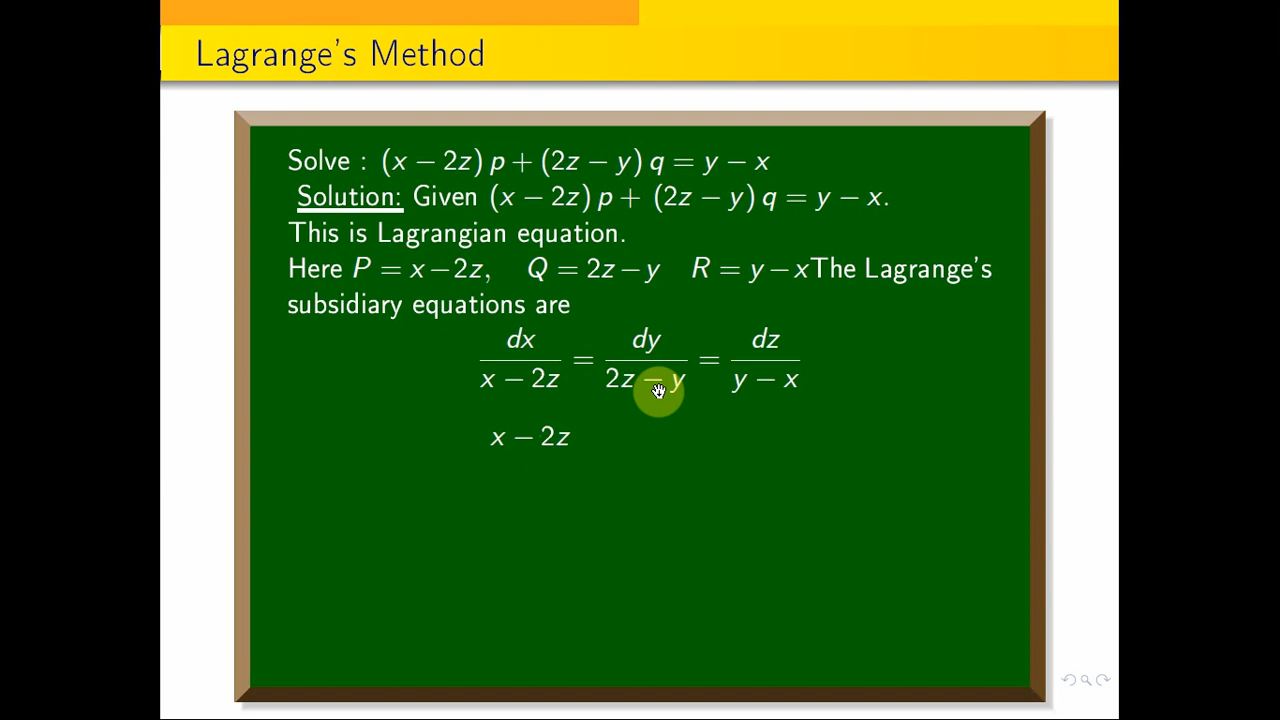 Lagrange's Method
Solve : (x − 2z) p + (2z − y) q = y − x
Solution: Given (x − 2z) p + (2z − y) q = y − x.
This is Lagrangian equation.
Here P = x − 2z, Q = 2z − y R = y − xThe Lagrange's
subsidiary equations are
dx/(x − 2z) = dy/(2z − y) = dz/(y − x)
x − 2z